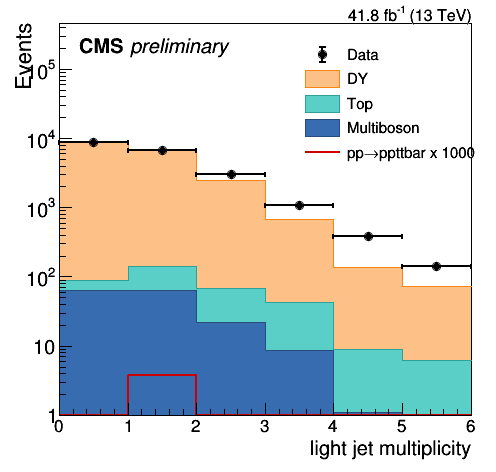 41.8 fb⁻¹ (13 TeV)
Events
CMS preliminary
Data
DY
Top
Multiboson
pp→ppttbar x 1000
10⁵
10⁴
10³
10²
10
1
0 1 2 3 4 5 6
light jet multiplicity